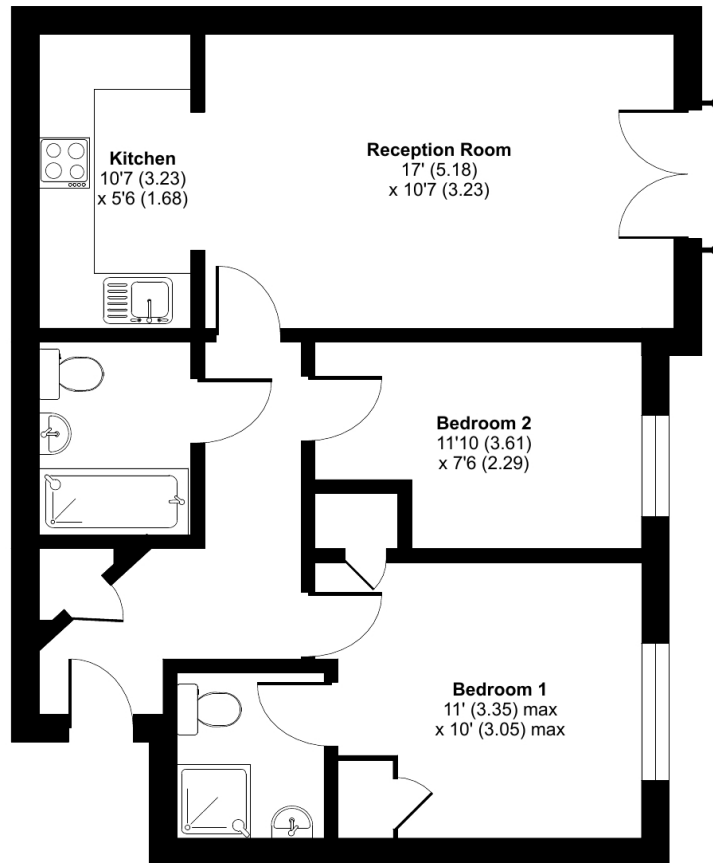 Kitchen
10'7 (3.23)
x 5'6 (1.68)
Reception Room
17' (5.18)
x 10'7 (3.23)
Bedroom 2
11'10 (3.61)
x 7'6 (2.29)
Bedroom 1
11' (3.35) max
x 10' (3.05) max